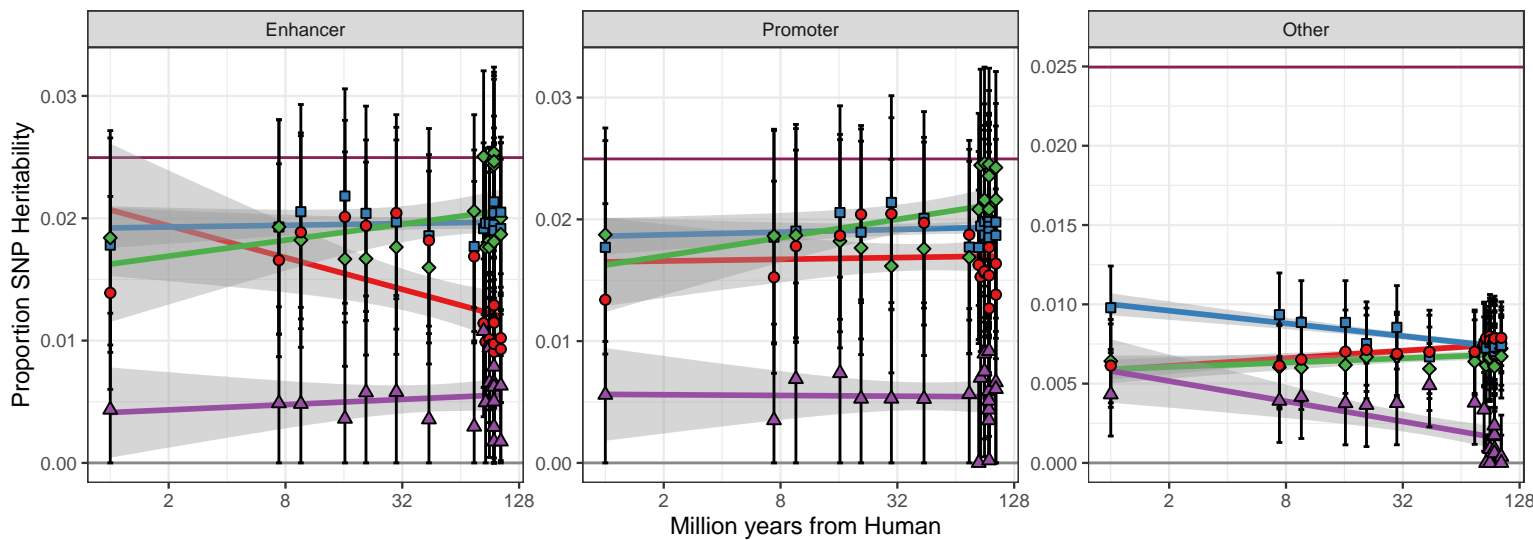 Enhancer Promoter Other
Proportion SNP Heritability
0.03
0.02
0.01
0.00
2 8 32 128
0.03
0.02
0.01
0.00
2 8 32 128
0.025
0.020
0.015
0.010
0.005
0.000
2 8 32 128
Million years from Human